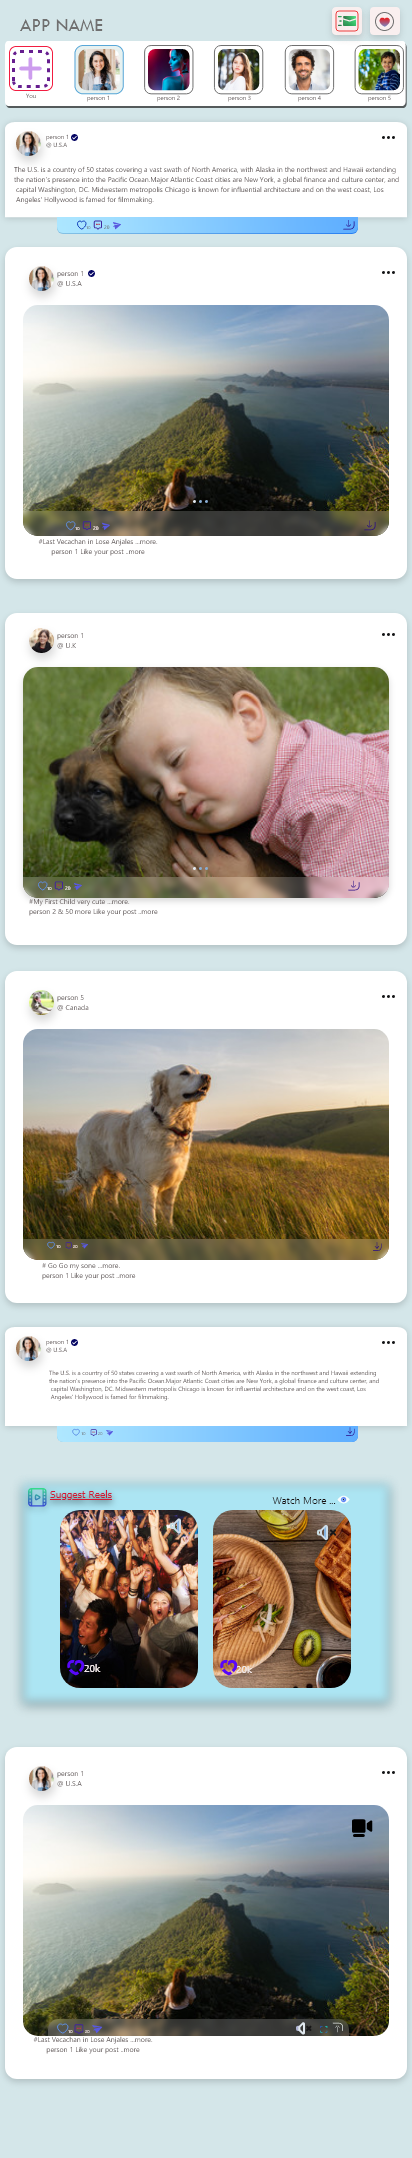 APP NAME
You
person 1
person 2
person 3
person 4
person 5
person 1
@ U.S.A
The U.S. is a country of 50 states covering a vast swath of North America, with Alaska in the northwest and Hawaii extending
the nation's presence into the Pacific Ocean.Major Atlantic Coast cities are New York, a global finance and culture center, and
capital Washington, DC. Midwestern metropolis Chicago is known for influential architecture and on the west coast, Los
Angeles' Hollywood is famed for filmmaking.
person 1
@ U.S.A
#Last Vecachan in Lose Anjales ...more.
person 1 Like your post ..more
person 1
@ U.K
#My First Child very cute ...more.
person 2 & 50 more Like your post ..more
person 5
@ Canada
# Go Go my sone ...more.
person 1 Like your post ..more
person 1
@ U.S.A
The U.S. is a country of 50 states covering a vast swath of North America, with Alaska in the northwest and Hawaii extending
the nation's presence into the Pacific Ocean.Major Atlantic Coast cities are New York, a global finance and culture center, and
capital Washington, DC. Midwestern metropolis Chicago is known for influential architecture and on the west coast, Los
Angeles' Hollywood is famed for filmmaking.
Suggest Reels
Watch More ...
20k
20k
person 1
@ U.S.A
#Last Vecachan in Lose Anjales ...more.
person 1 Like your post ..more